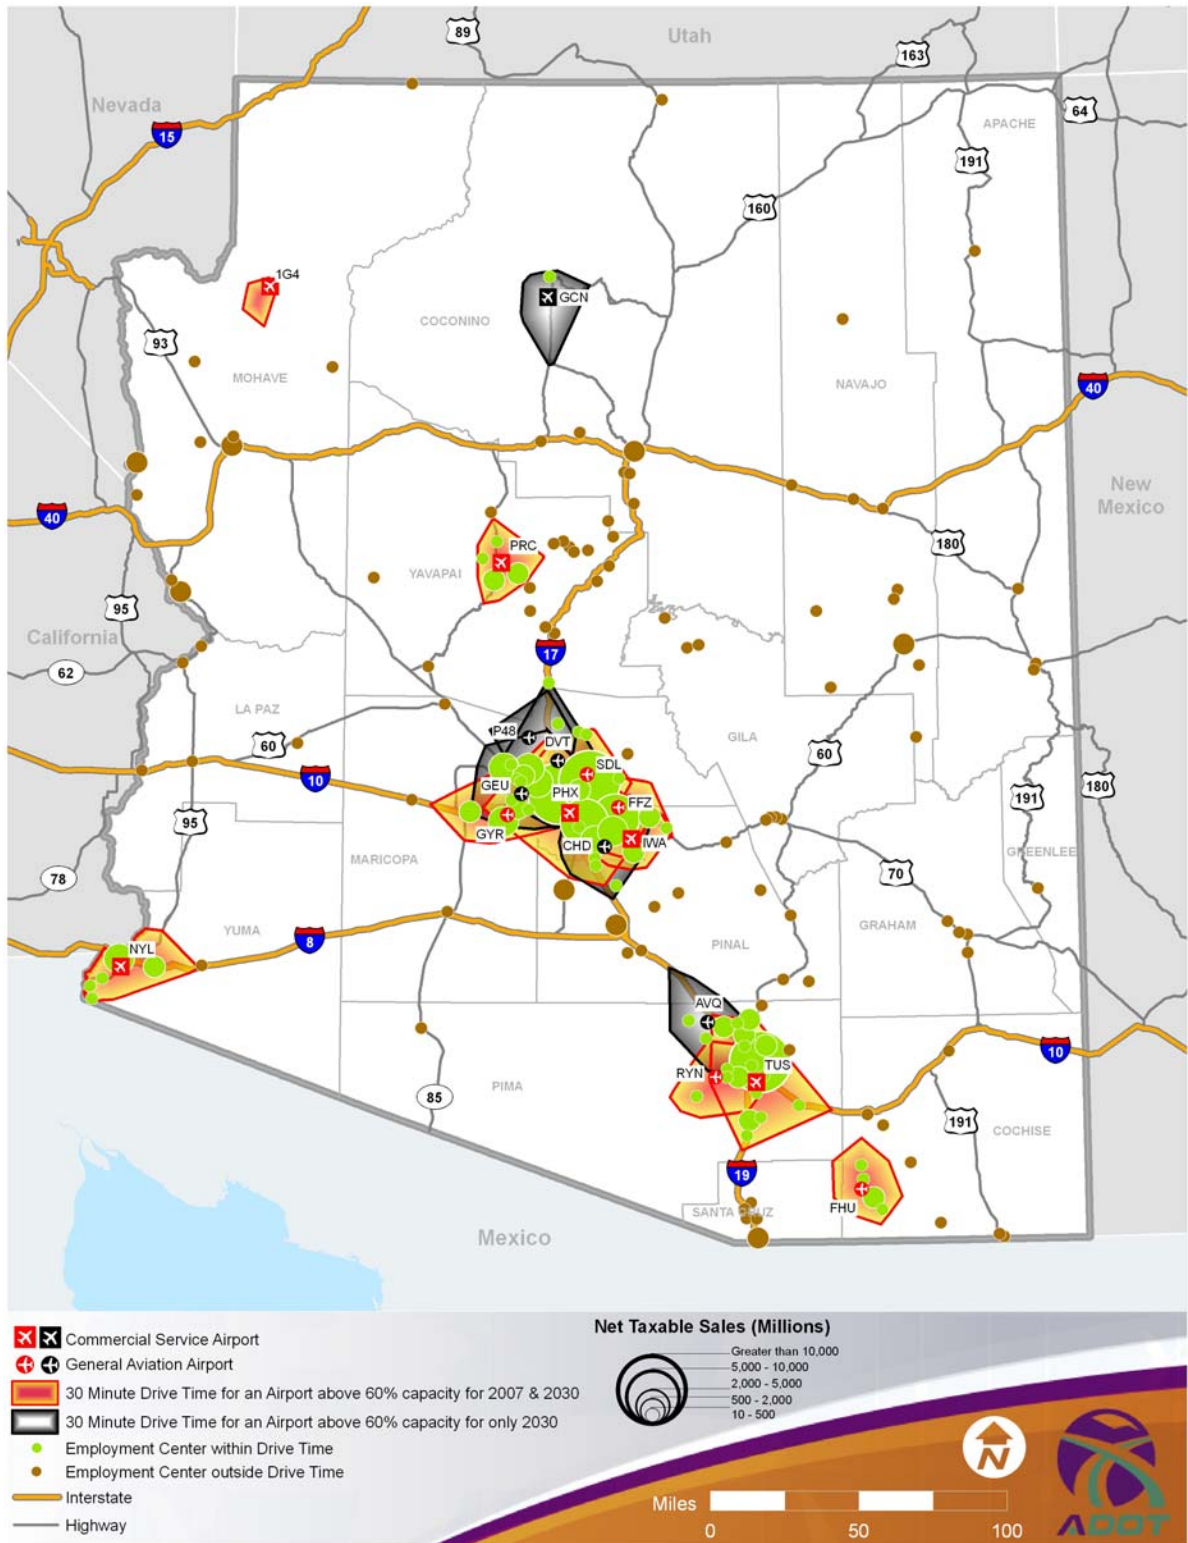 89
Utah
163
Nevada
64
15
APACHE
191
160
1G4
GCN
COCONINO
93
MOHAVE
NAVAJO
40
New
Mexico
40
180
PRC
YAVAPAI
95
California
17
62
LA PAZ
P48
DVT
GILA
60
60
SDL
10
GEU
PHX
FFZ
180
191
95
GYR
CHD
IWA
GREENLEE
MARICOPA
78
70
YUMA
8
GRAHAM
NYL
PINAL
AVQ
10
RYN
TUS
PIMA
85
191
COCHISE
19
FHU
SANTA CRUZ
Mexico
Commercial Service Airport
General Aviation Airport
30 Minute Drive Time for an Airport above 60% capacity for 2007 & 2030
30 Minute Drive Time for an Airport above 60% capacity for only 2030
Employment Center within Drive Time
Employment Center outside Drive Time
Interstate
Highway
Net Taxable Sales (Millions)
Greater than 10,000
5,000 - 10,000
2,000 - 5,000
500 - 2,000
10 - 500
N
Miles
0
50
100
ADOT